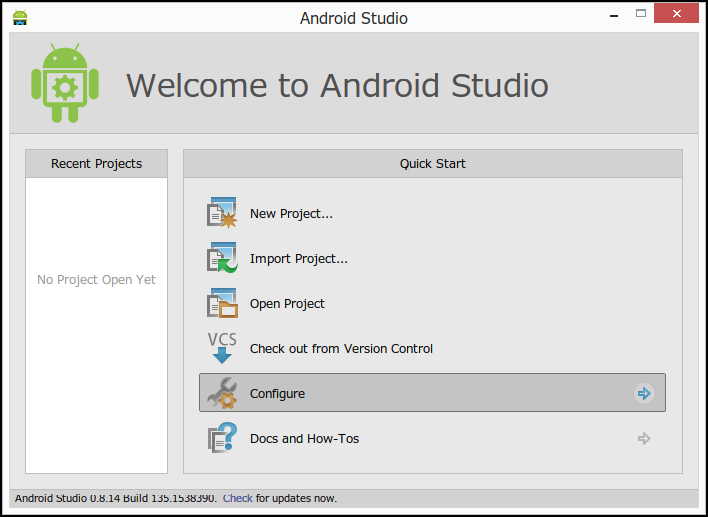 Android Studio
Welcome to Android Studio
Recent Projects
No Project Open Yet
Quick Start
New Project...
Import Project...
Open Project
VCS
Check out from Version Control
Configure
Docs and How-Tos
Android Studio 0.8.14 Build 135.1538390. Check for updates now.